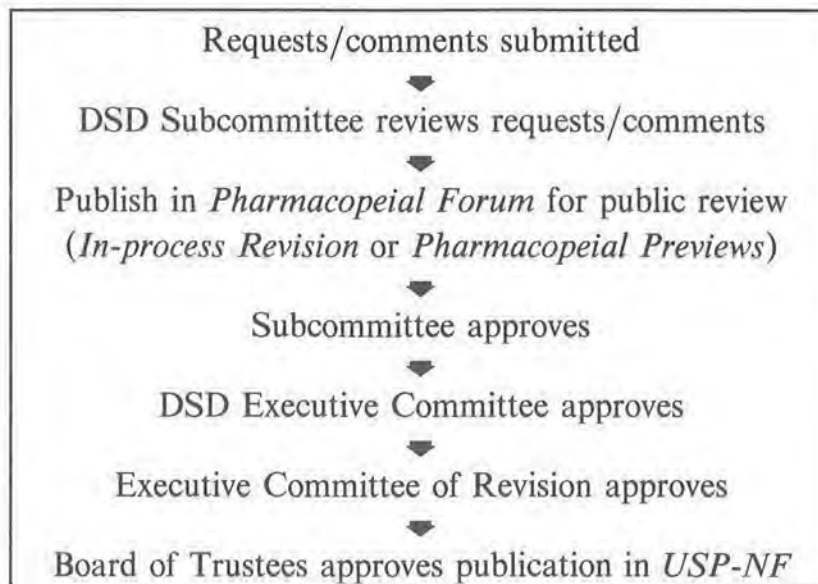 Requests/comments submitted
DSD Subcommittee reviews requests/comments
Publish in Pharmacopeial Forum for public review
(In-process Revision or Pharmacopeial Previews)
Subcommittee approves
DSD Executive Committee approves
Executive Committee of Revision approves
Board of Trustees approves publication in USP-NF